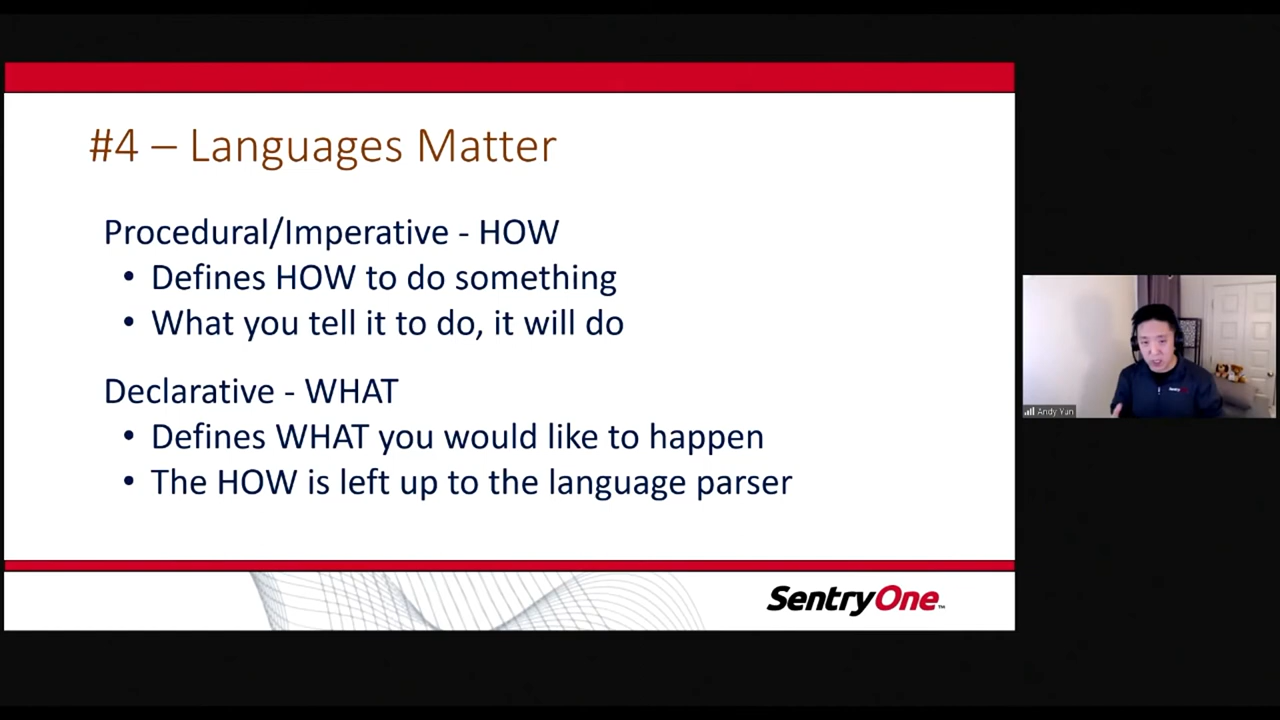 #4 – Languages Matter
Procedural/Imperative - HOW
• Defines HOW to do something
• What you tell it to do, it will do
Declarative - WHAT
• Defines WHAT you would like to happen
• The HOW is left up to the language parser
SentryOne™
Andy Yun